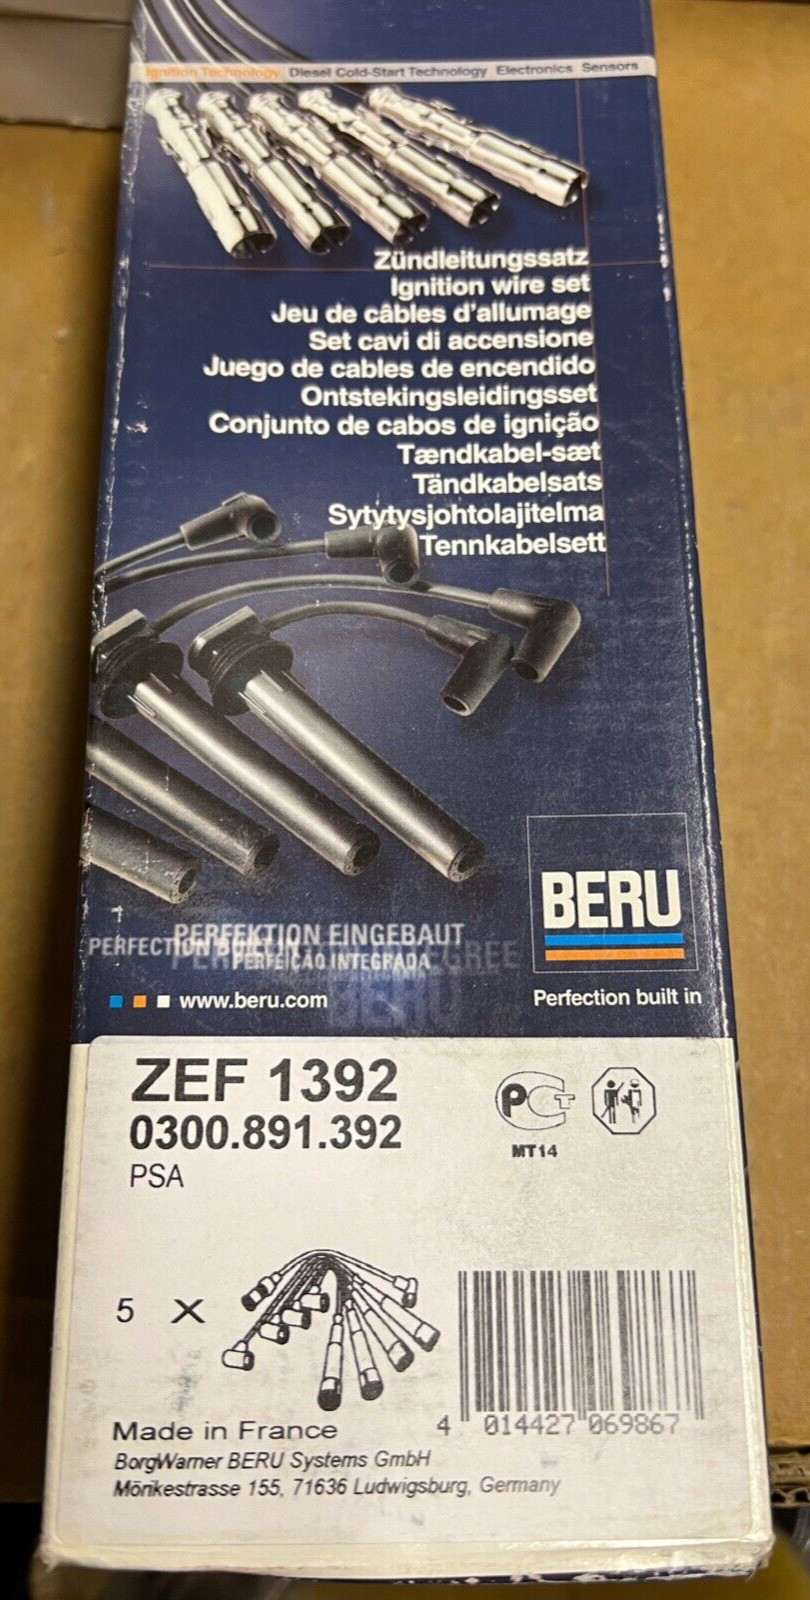 Ignition Technology Diesel Cold-Start Technology Electronics Sensors
Zündleitungssatz
Ignition wire set
Jeu de câbles d'allumage
Set cavi di accensione
Juego de cables de encendido
Ontstekingsleidingsset
Conjunto de cabos de ignição
Tændkabel-sæt
Tändkabelsats
Sytytysjohtolajitelma
Tennkabelsett
BERU
PERFEKTION EINGEBAUT
PERFECTION BUILT IN
PERFEIÇÃO INTEGRADA
BERU
www.beru.com
Perfection built in
ZEF 1392
0300.891.392
PSA
PCT
MT14
5 X
4 014427 069867
Made in France
BorgWarner BERU Systems GmbH
Mörikestrasse 155, 71636 Ludwigsburg, Germany